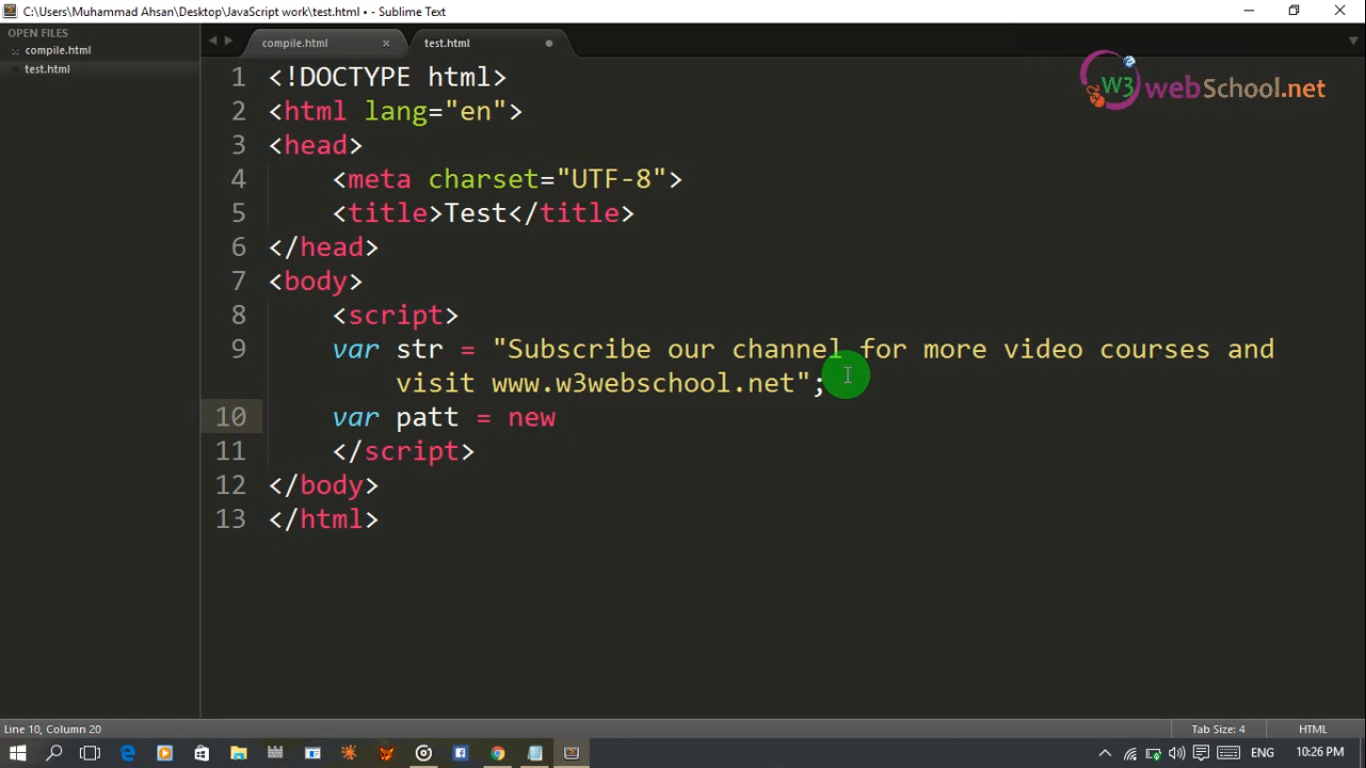 C:\Users\Muhammad Ahsan\Desktop\JavaScript work\test.html • - Sublime Text
OPEN FILES
compile.html
test.html
compile.html
test.html
W3 webSchool.net
1 <!DOCTYPE html>
2 <html lang="en">
3 <head>
4 <meta charset="UTF-8">
5 <title>Test</title>
6 </head>
7 <body>
8 <script>
9 var str = "Subscribe our channel for more video courses and
visit www.w3webschool.net";
10 var patt = new
11 </script>
12 </body>
13 </html>
Line 10, Column 20
Tab Size: 4
HTML
ENG
10:26 PM